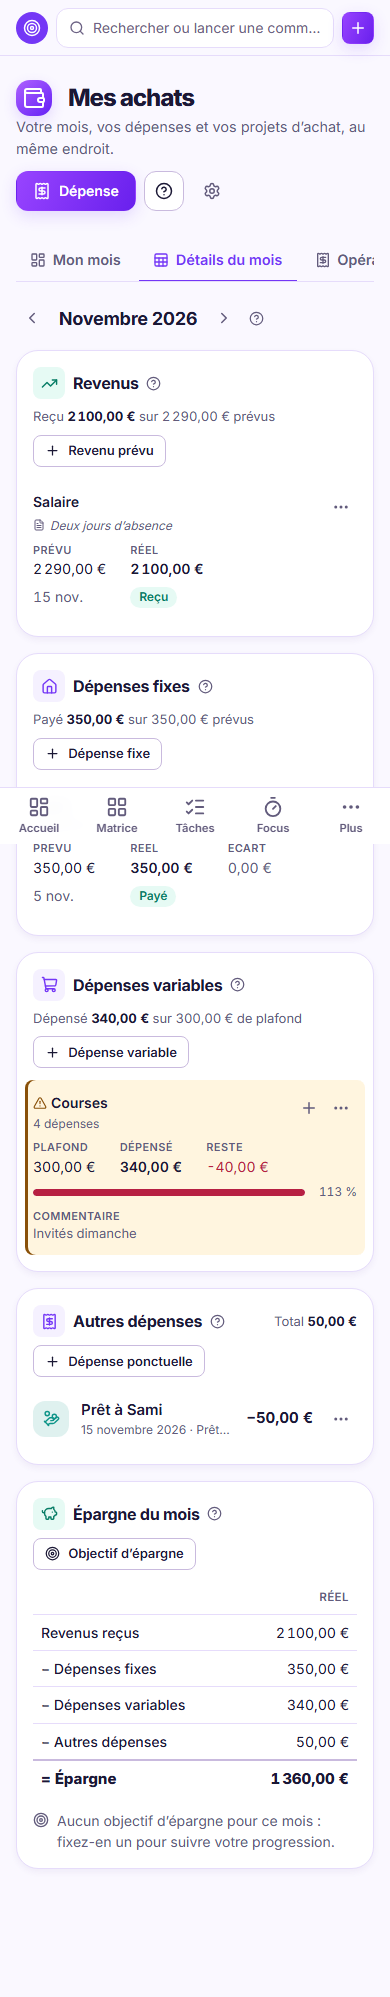 Rechercher ou lancer une comm...
Mes achats
Votre mois, vos dépenses et vos projets d'achat, au
même endroit.
Dépense
Mon mois
Détails du mois
Opéra
Novembre 2026
Revenus
Reçu 2 100,00 € sur 2 290,00 € prévus
Revenu prévu
Salaire
Deux jours d'absence
PRÉVU RÉEL
2 290,00 € 2 100,00 €
15 nov. Reçu
Dépenses fixes
Payé 350,00 € sur 350,00 € prévus
Dépense fixe
Accueil Matrice Tâches Focus Plus
PRÉVU RÉEL ÉCART
350,00 € 350,00 € 0,00 €
5 nov. Payé
Dépenses variables
Dépensé 340,00 € sur 300,00 € de plafond
Dépense variable
Courses
4 dépenses
PLAFOND DÉPENSÉ RESTE
300,00 € 340,00 € -40,00 €
113 %
COMMENTAIRE
Invités dimanche
Autres dépenses Total 50,00 €
Dépense ponctuelle
Prêt à Sami −50,00 €
15 novembre 2026 · Prêt...
Épargne du mois
Objectif d'épargne
RÉEL
Revenus reçus 2 100,00 €
− Dépenses fixes 350,00 €
− Dépenses variables 340,00 €
− Autres dépenses 50,00 €
= Épargne 1 360,00 €
Aucun objectif d'épargne pour ce mois :
fixez-en un pour suivre votre progression.